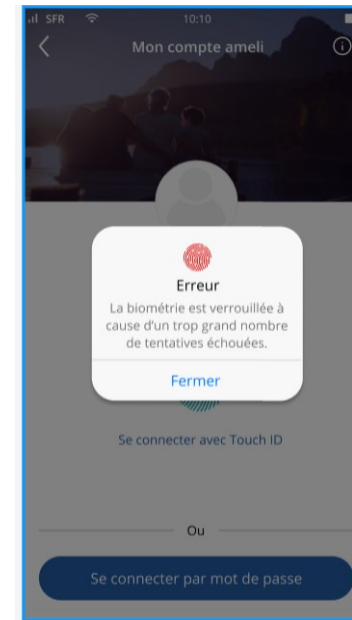 SFR 10:10
Mon compte ameli
Erreur
La biométrie est verrouillée à
cause d'un trop grand nombre
de tentatives échouées.
Fermer
Se connecter avec Touch ID
Ou
Se connecter par mot de passe